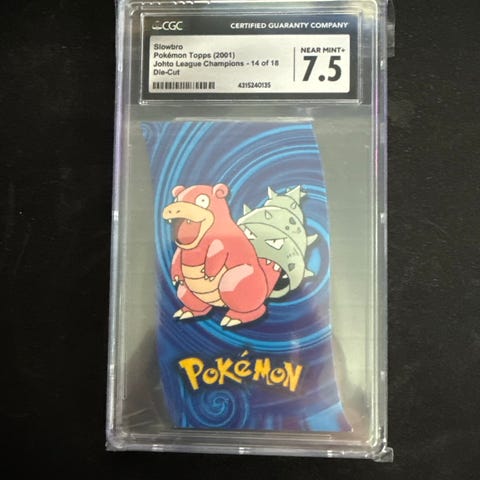 CGC
CERTIFIED GUARANTY COMPANY
Slowbro
Pokémon Topps (2001)
Johto League Champions - 14 of 18
Die-Cut
4315240135
NEAR MINT+
7.5
POKéMON